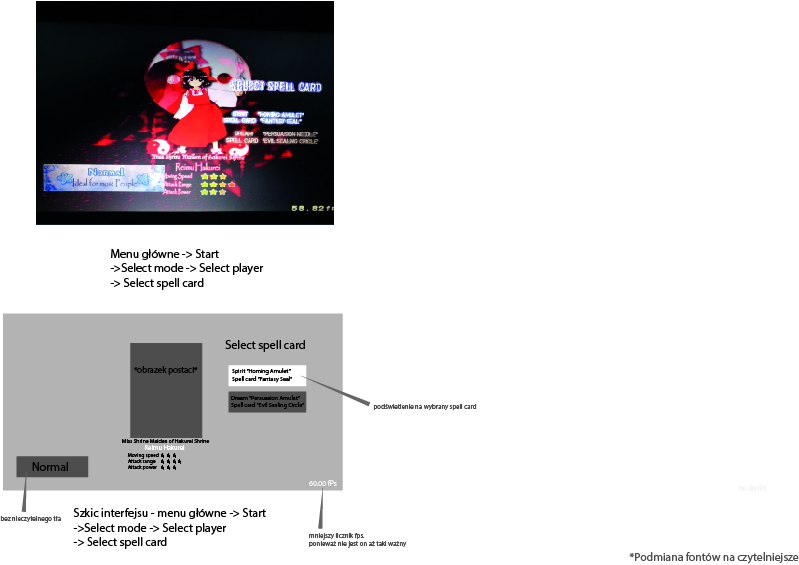 SELECT SPELL CARD
SPIRIT "HOMING AMULET"
SPELL CARD "FANTASY SEAL"
DREAM "PERSUASION NEEDLE"
SPELL CARD "EVIL SEALING CIRCLE"
Miss Shrine Maiden of Hakurei Shrine
Reimu Hakurei
Moving Speed
Attack Range
Attack Power
Normal
Ideal for most People
58.82f
Menu główne -> Start
->Select mode -> Select player
-> Select spell card
Select spell card
*obrazek postaci*
Spirit "Homing Amulet"
Spell card "Fantasy Seal"
Dream "Persuasion Amulet"
Spell card "Evil Sealing Circle"
podświetlenie na wybrany spell card
Miss Shrine Maiden of Hakurei Shrine
Reimu Hakurei
Moving speed
Attack range
Attack power
Normal
60.00 fPs
60.00 fPs
bez nieczytelnego tła
Szkic interfejsu - menu główne -> Start
->Select mode -> Select player
-> Select spell card
mniejszy licznik fps.
ponieważ nie jest on aż taki ważny
*Podmiana fontów na czytelniejsze